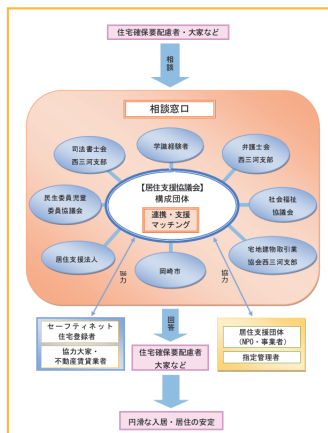 住宅確保要配慮者・大家など
相談
相談窓口
学識経験者
司法書士会
西三河支部
弁護士会
西三河支部
民生委員児童
委員協議会
【居住支援協議会】
構成団体
連携・支援
マッチング
社会福祉
協議会
居住支援法人
岡崎市
宅地建物取引業
協会西三河支部
協力
協力
セーフティネット
住宅登録者
協力大家・
不動産賃貸業者
回答
住宅確保要配慮者
大家など
居住支援団体
(NPO・事業者)
指定管理者
円滑な入居・居住の安定